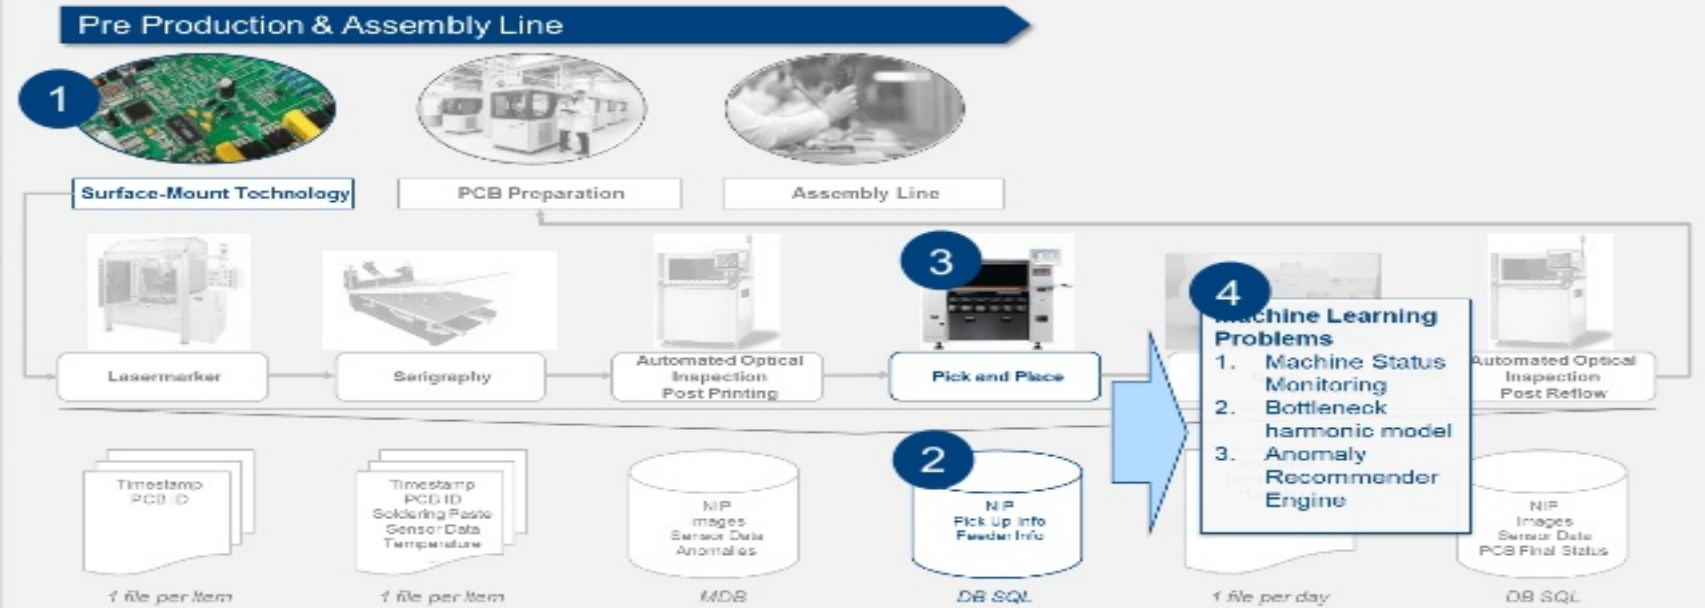 Pre Production & Assembly Line
1
Surface-Mount Technology
PCB Preparation
Assembly Line
3
4
Machine Learning
Problems
1. Machine Status
Monitoring
2. Bottleneck
harmonic model
3. Anomaly
Recommender
Engine
Lasermarker
Serigraphy
Automated Optical
Inspection
Post Printing
Pick and Place
Automated Optical
Inspection
Post Reflow
2
Timestamp
PCB ID
Timestamp
PCB ID
Soldering Paste
Sensor Data
Temperature
NIP
Images
Sensor Data
Anomalies
NIP
Pick Up Info
Feeder Info
NIP
Images
Sensor Data
PCB Final Status
1 file per Item
1 file per Item
MDB
DB SQL
1 file per day
DB SQL